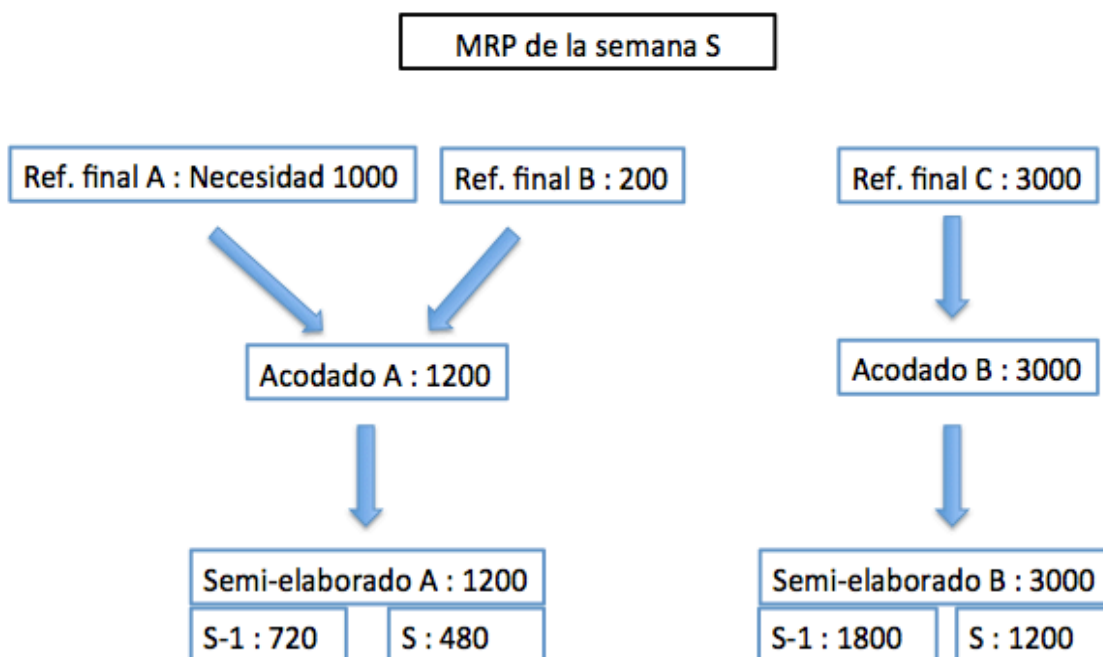 MRP de la semana S
Ref. final A : Necesidad 1000
Ref. final B : 200
Ref. final C : 3000
Acodado A : 1200
Acodado B : 3000
Semi-elaborado A : 1200
Semi-elaborado B : 3000
S-1 : 720
S : 480
S-1 : 1800
S : 1200